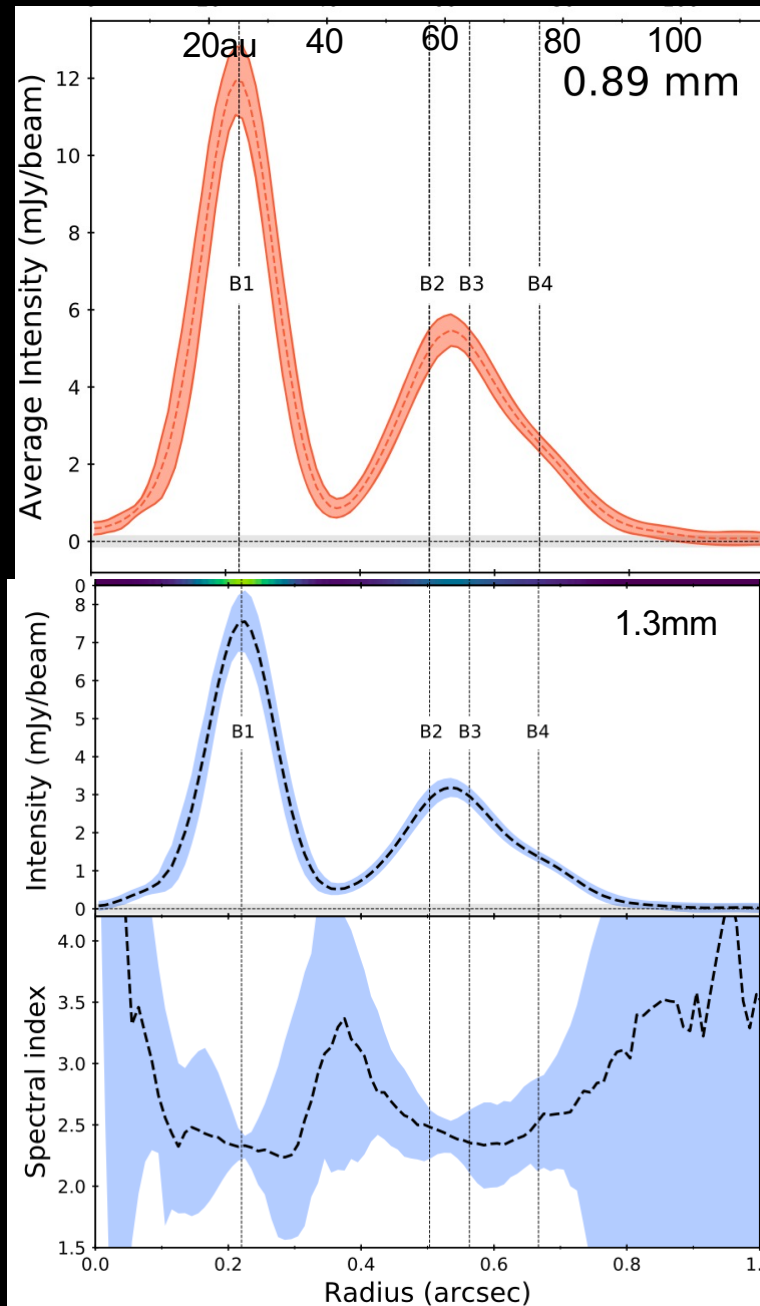 20au 40 60 80 100
0.89 mm
Average Intensity (mJy/beam)
12
10
8
6
4
2
0
B1 B2 B3 B4
1.3mm
Intensity (mJy/beam)
0
8
7
6
5
4
3
2
1
0
B1 B2 B3 B4
Spectral index
4.0
3.5
3.0
2.5
2.0
1.5
0.0 0.2 0.4 0.6 0.8 1.
Radius (arcsec)